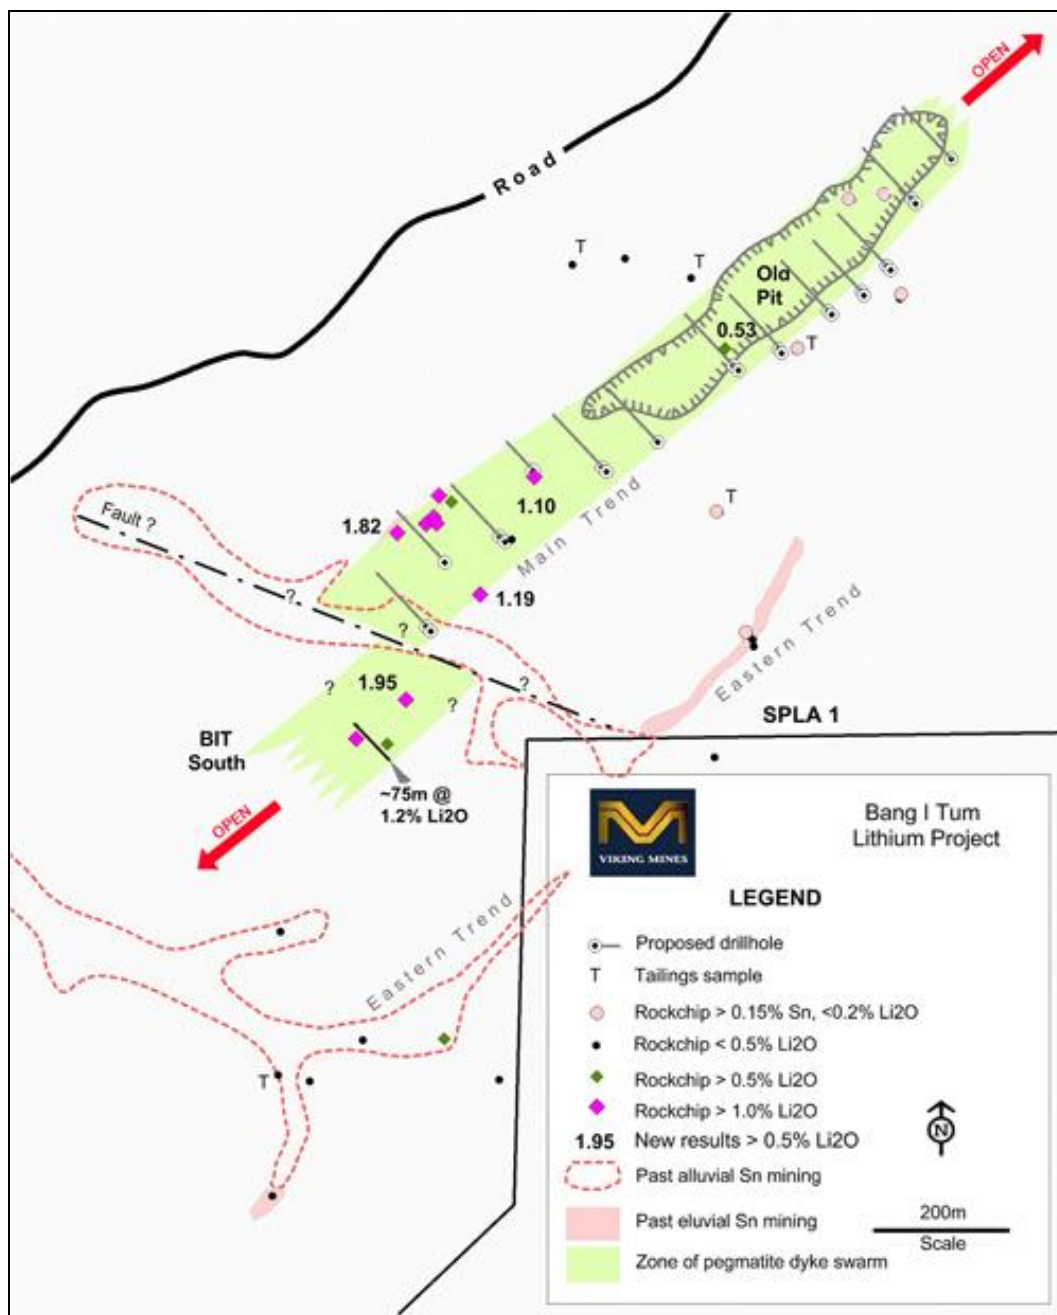 OPEN
Road
T
T
Old
Pit
0.53
T
T
1.10
1.82
Main Trend
Fault ?
?
?
1.19
?
1.95
?
?
Eastern Trend
SPLA 1
BIT
South
~75m @
1.2% Li2O
OPEN
Eastern Trend
T
VIKING MINES
Bang I Tum
Lithium Project
LEGEND
Proposed drillhole
T Tailings sample
Rockchip > 0.15% Sn, <0.2% Li2O
Rockchip < 0.5% Li2O
Rockchip > 0.5% Li2O
Rockchip > 1.0% Li2O
1.95 New results > 0.5% Li2O
Past alluvial Sn mining
Past eluvial Sn mining
Zone of pegmatite dyke swarm
N
200m
Scale